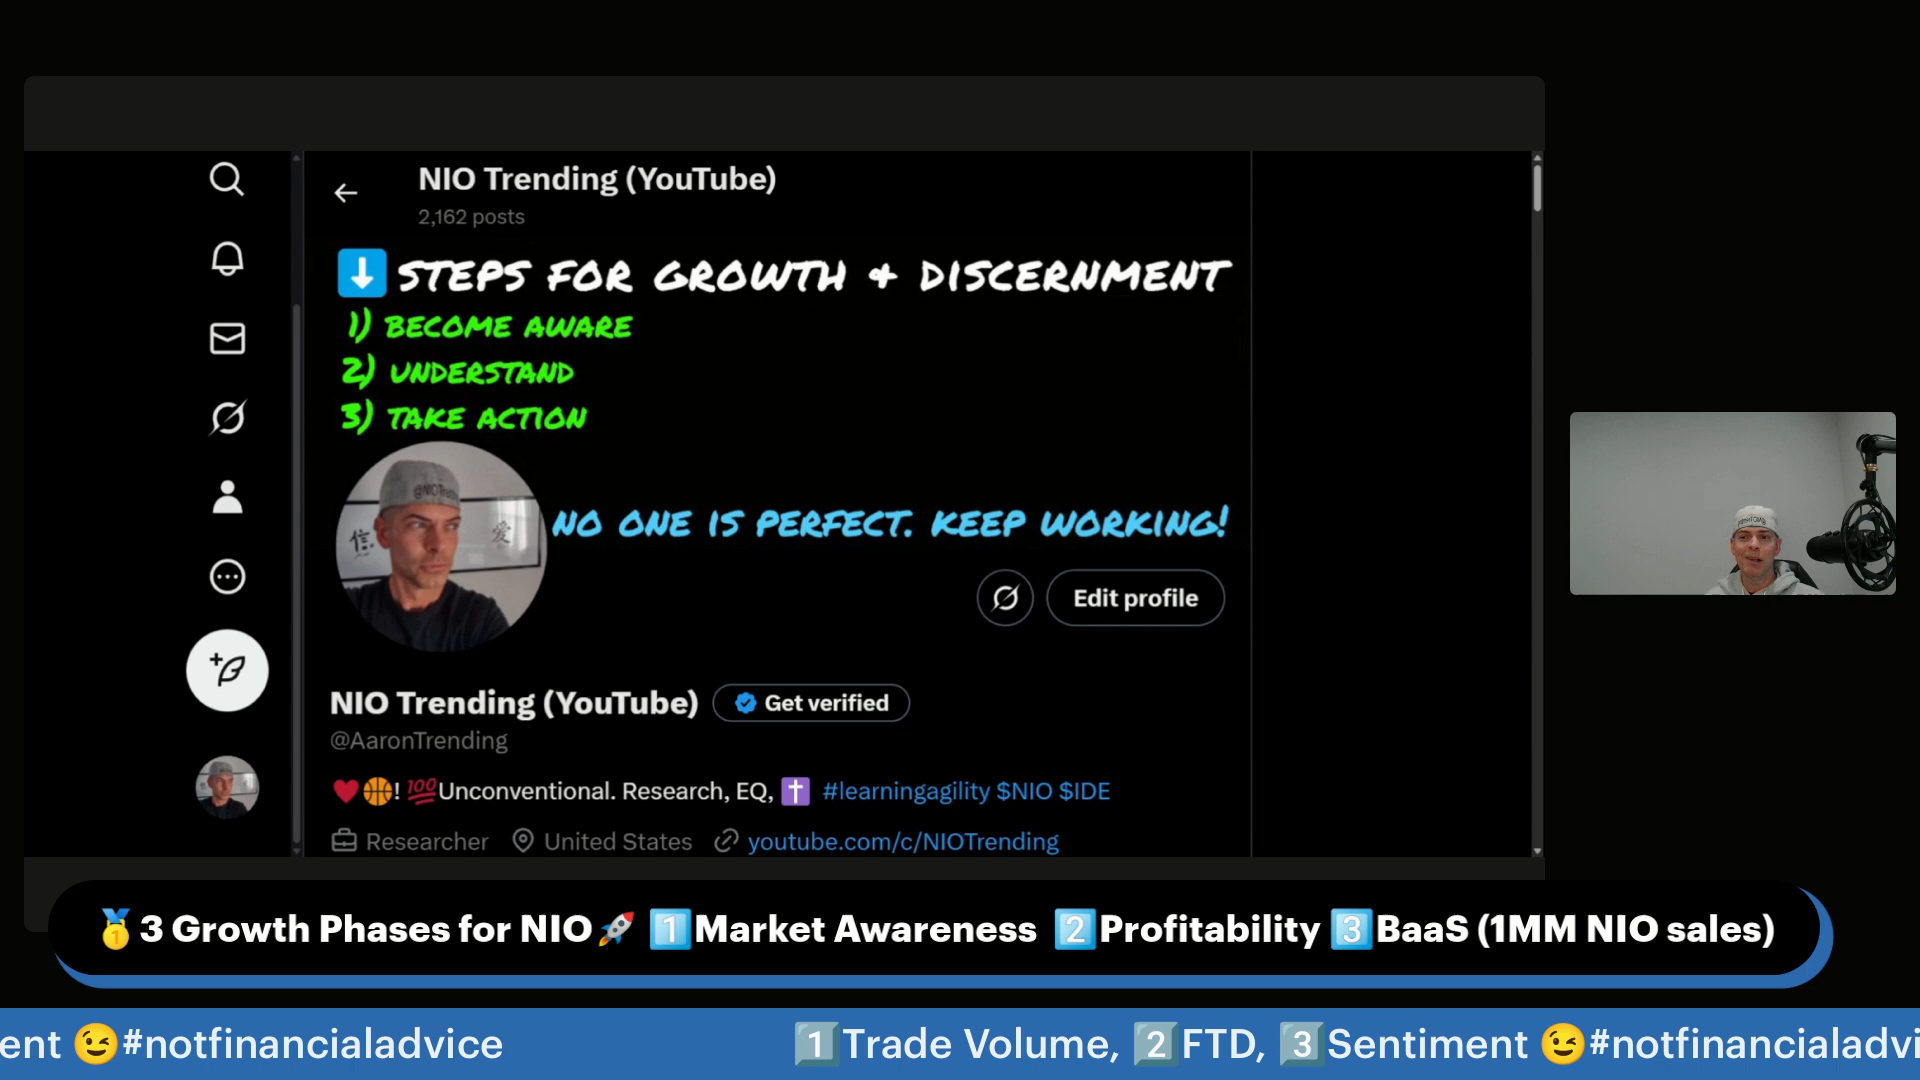 NIO Trending (YouTube)
2,162 posts
⬇️ STEPS FOR GROWTH & DISCERNMENT
1) BECOME AWARE
2) UNDERSTAND
3) TAKE ACTION
信
爱
NO ONE IS PERFECT. KEEP WORKING!
Edit profile
NIO Trending (YouTube) Get verified
@AaronTrending
❤️🏀! 💯Unconventional. Research, EQ, ✝️ #learningagility $NIO $IDE
Researcher United States youtube.com/c/NIOTrending
🥇3 Growth Phases for NIO🚀 1️⃣Market Awareness 2️⃣Profitability 3️⃣BaaS (1MM NIO sales)
ent 😉#notfinancialadvice 1️⃣Trade Volume, 2️⃣FTD, 3️⃣Sentiment 😉#notfinancialadvi